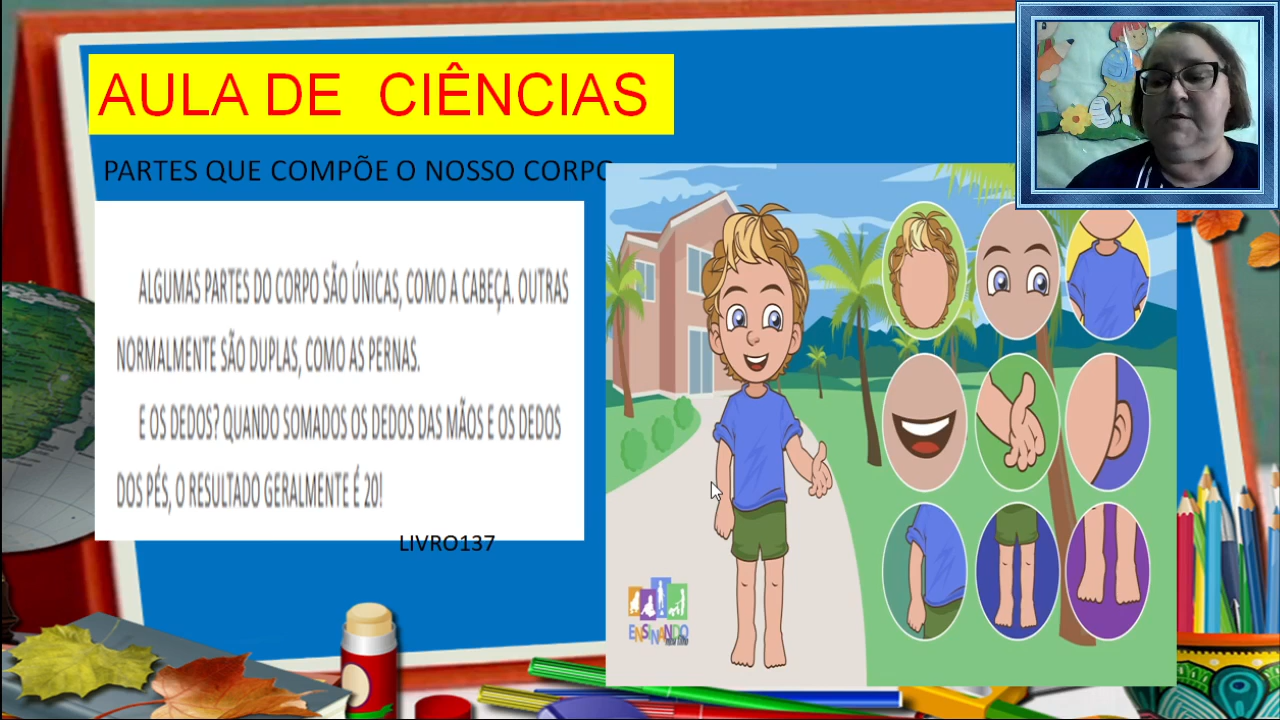 AULA DE CIÊNCIAS
PARTES QUE COMPÕE O NOSSO CORPO
ALGUMAS PARTES DO CORPO SÃO ÚNICAS, COMO A CABEÇA. OUTRAS
NORMALMENTE SÃO DUPLAS, COMO AS PERNAS.
E OS DEDOS? QUANDO SOMADOS OS DEDOS DAS MÃOS E OS DEDOS
DOS PÉS, O RESULTADO GERALMENTE É 20!
LIVRO137
ENSINANDO